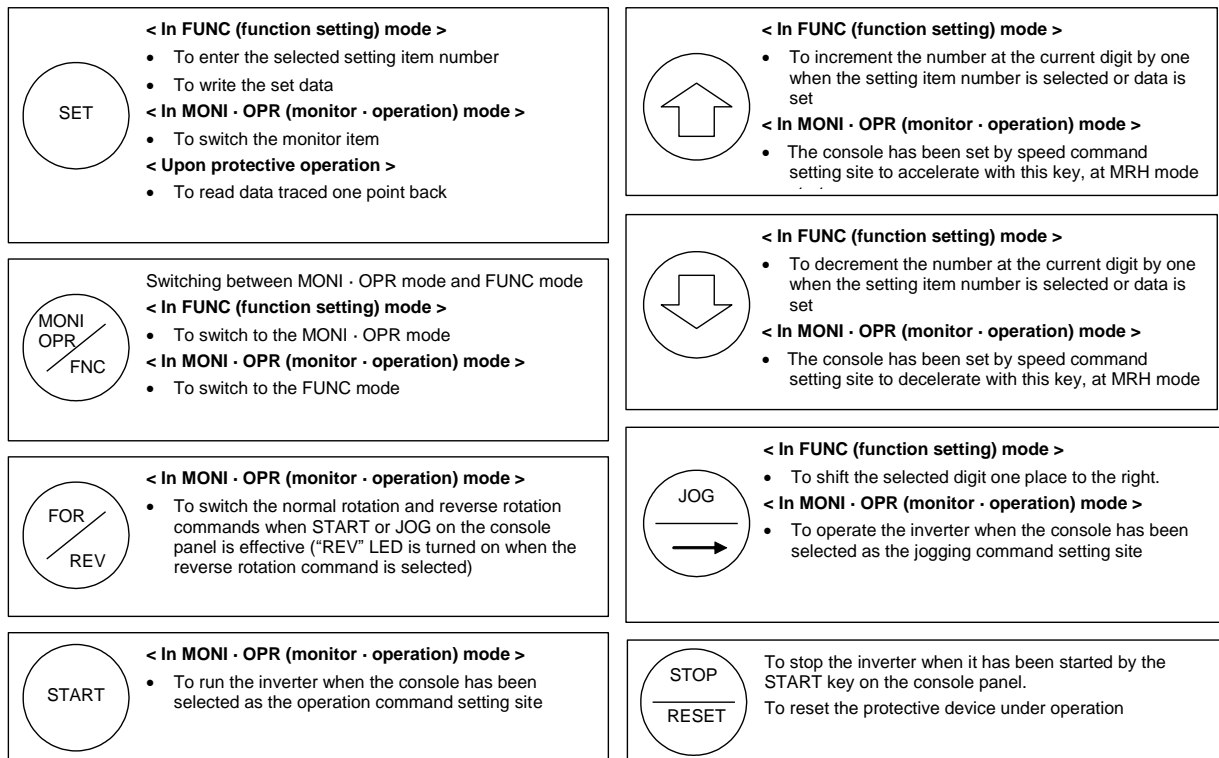 SET
< In FUNC (function setting) mode >
• To enter the selected setting item number
• To write the set data
< In MONI · OPR (monitor · operation) mode >
• To switch the monitor item
< Upon protective operation >
• To read data traced one point back
MONI
OPR
FNC
Switching between MONI · OPR mode and FUNC mode
< In FUNC (function setting) mode >
• To switch to the MONI · OPR mode
< In MONI · OPR (monitor · operation) mode >
• To switch to the FUNC mode
FOR
REV
< In MONI · OPR (monitor · operation) mode >
• To switch the normal rotation and reverse rotation
commands when START or JOG on the console
panel is effective (“REV” LED is turned on when the
reverse rotation command is selected)
START
< In MONI · OPR (monitor · operation) mode >
• To run the inverter when the console has been
selected as the operation command setting site
< In FUNC (function setting) mode >
• To increment the number at the current digit by one
when the setting item number is selected or data is
set
< In MONI · OPR (monitor · operation) mode >
• The console has been set by speed command
setting site to accelerate with this key, at MRH mode
< In FUNC (function setting) mode >
• To decrement the number at the current digit by one
when the setting item number is selected or data is
set
< In MONI · OPR (monitor · operation) mode >
• The console has been set by speed command
setting site to decelerate with this key, at MRH mode
JOG
< In FUNC (function setting) mode >
• To shift the selected digit one place to the right.
< In MONI · OPR (monitor · operation) mode >
• To operate the inverter when the console has been
selected as the jogging command setting site
STOP
RESET
To stop the inverter when it has been started by the
START key on the console panel.
To reset the protective device under operation